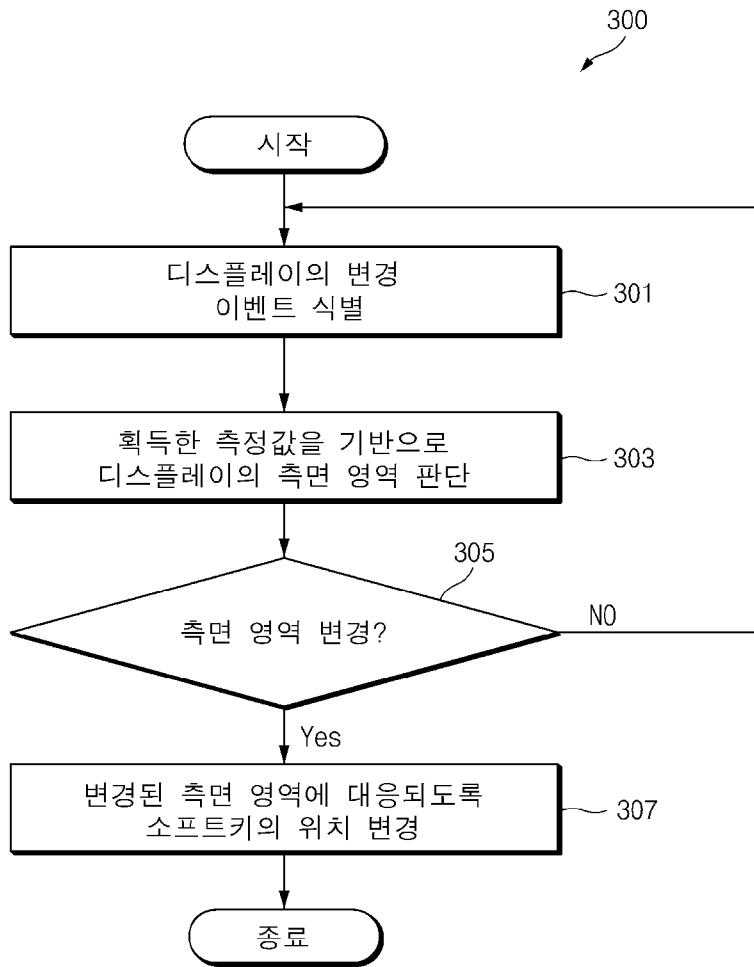 300
시작
디스플레이의 변경
이벤트 식별
301
획득한 측정값을 기반으로
디스플레이의 측면 영역 판단
303
305
측면 영역 변경?
NO
Yes
변경된 측면 영역에 대응되도록
소프트키의 위치 변경
307
종료